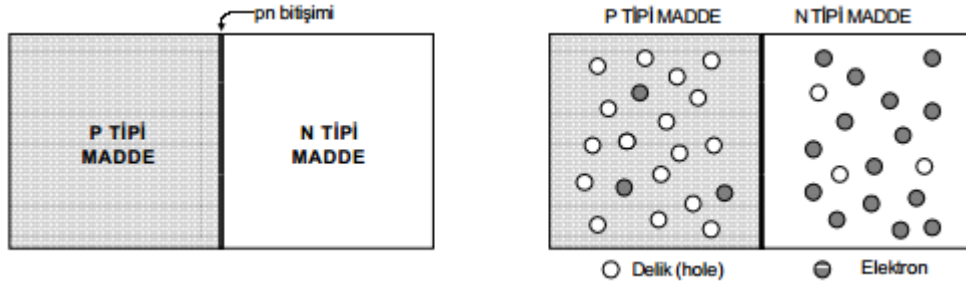 pn bitişimi
P TİPİ
MADDE
N TİPİ
MADDE
P TİPİ MADDE
N TİPİ MADDE
Delik (hole)
Elektron